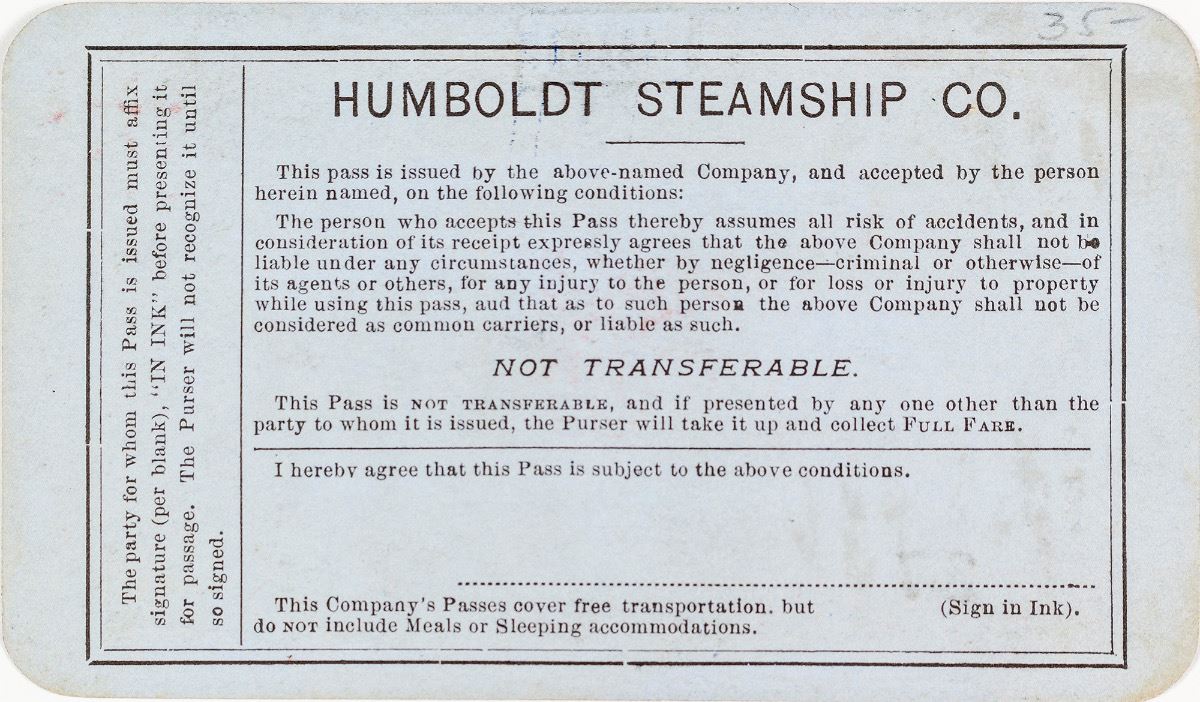 35-
HUMBOLDT STEAMSHIP CO.
This pass is issued by the above-named Company, and accepted by the person
herein named, on the following conditions:
The person who accepts this Pass thereby assumes all risk of accidents, and in
consideration of its receipt expressly agrees that the above Company shall not be
liable under any circumstances, whether by negligence—criminal or otherwise—of
its agents or others, for any injury to the person, or for loss or injury to property
while using this pass, aud that as to such person the above Company shall not be
considered as common carriers, or liable as such.
NOT TRANSFERABLE.
This Pass is NOT TRANSFERABLE, and if presented by any one other than the
party to whom it is issued, the Purser will take it up and collect FULL FARE.
I hereby agree that this Pass is subject to the above conditions.
This Company's Passes cover free transportation. but
do NOT include Meals or Sleeping accommodations.
(Sign in Ink).
The party for whom this Pass is issued must affix
signature (per blank), "IN INK" before presenting it
for passage. The Purser will not recognize it until
so signed.